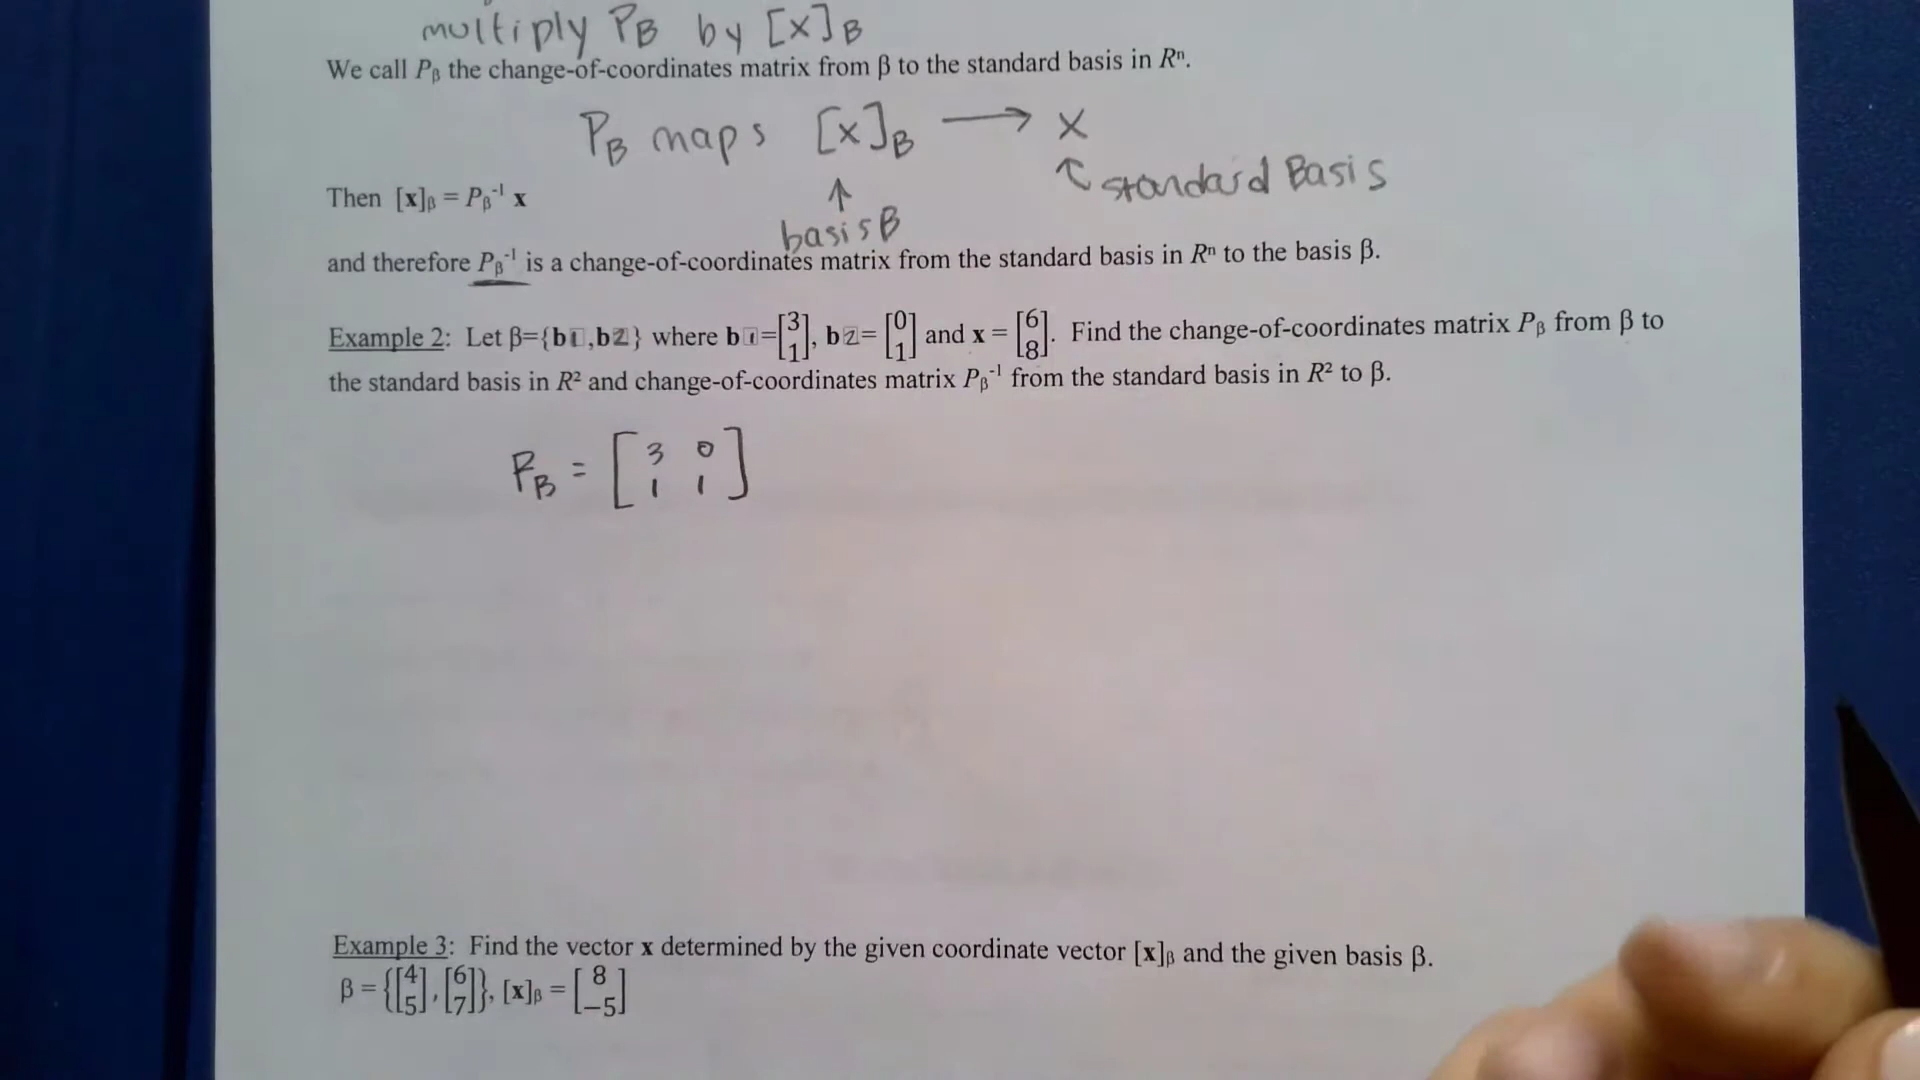 multiply PB by [x]B
We call Pβ the change-of-coordinates matrix from β to the standard basis in Rⁿ.
PB maps [x]B → x
↑ basis B
↖ standard Basis
Then [x]β = Pβ⁻¹ x
and therefore Pβ⁻¹ is a change-of-coordinates matrix from the standard basis in Rⁿ to the basis β.
Example 2: Let β={b1,b2} where b1=[3 1], b2= [0 1] and x = [6 8]. Find the change-of-coordinates matrix Pβ from β to
the standard basis in R² and change-of-coordinates matrix Pβ⁻¹ from the standard basis in R² to β.
PB = [3 0
1 1]
Example 3: Find the vector x determined by the given coordinate vector [x]β and the given basis β.
β = {[4 5], [6 7]}, [x]β = [8 −5]